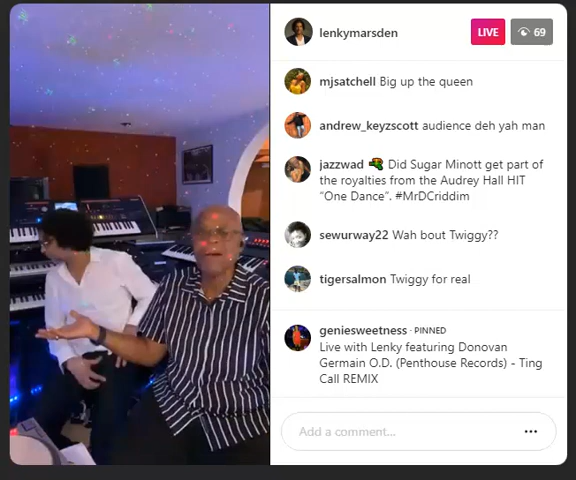 lenkymarsden
LIVE
69
mjsatchell Big up the queen
andrew_keyzscott audience deh yah man
jazzwad Did Sugar Minott get part of
the royalties from the Audrey Hall HIT
“One Dance”. #MrDCriddim
sewurway22 Wah bout Twiggy??
tigersalmon Twiggy for real
geniesweetness · PINNED
Live with Lenky featuring Donovan
Germain O.D. (Penthouse Records) - Ting
Call REMIX
Add a comment...